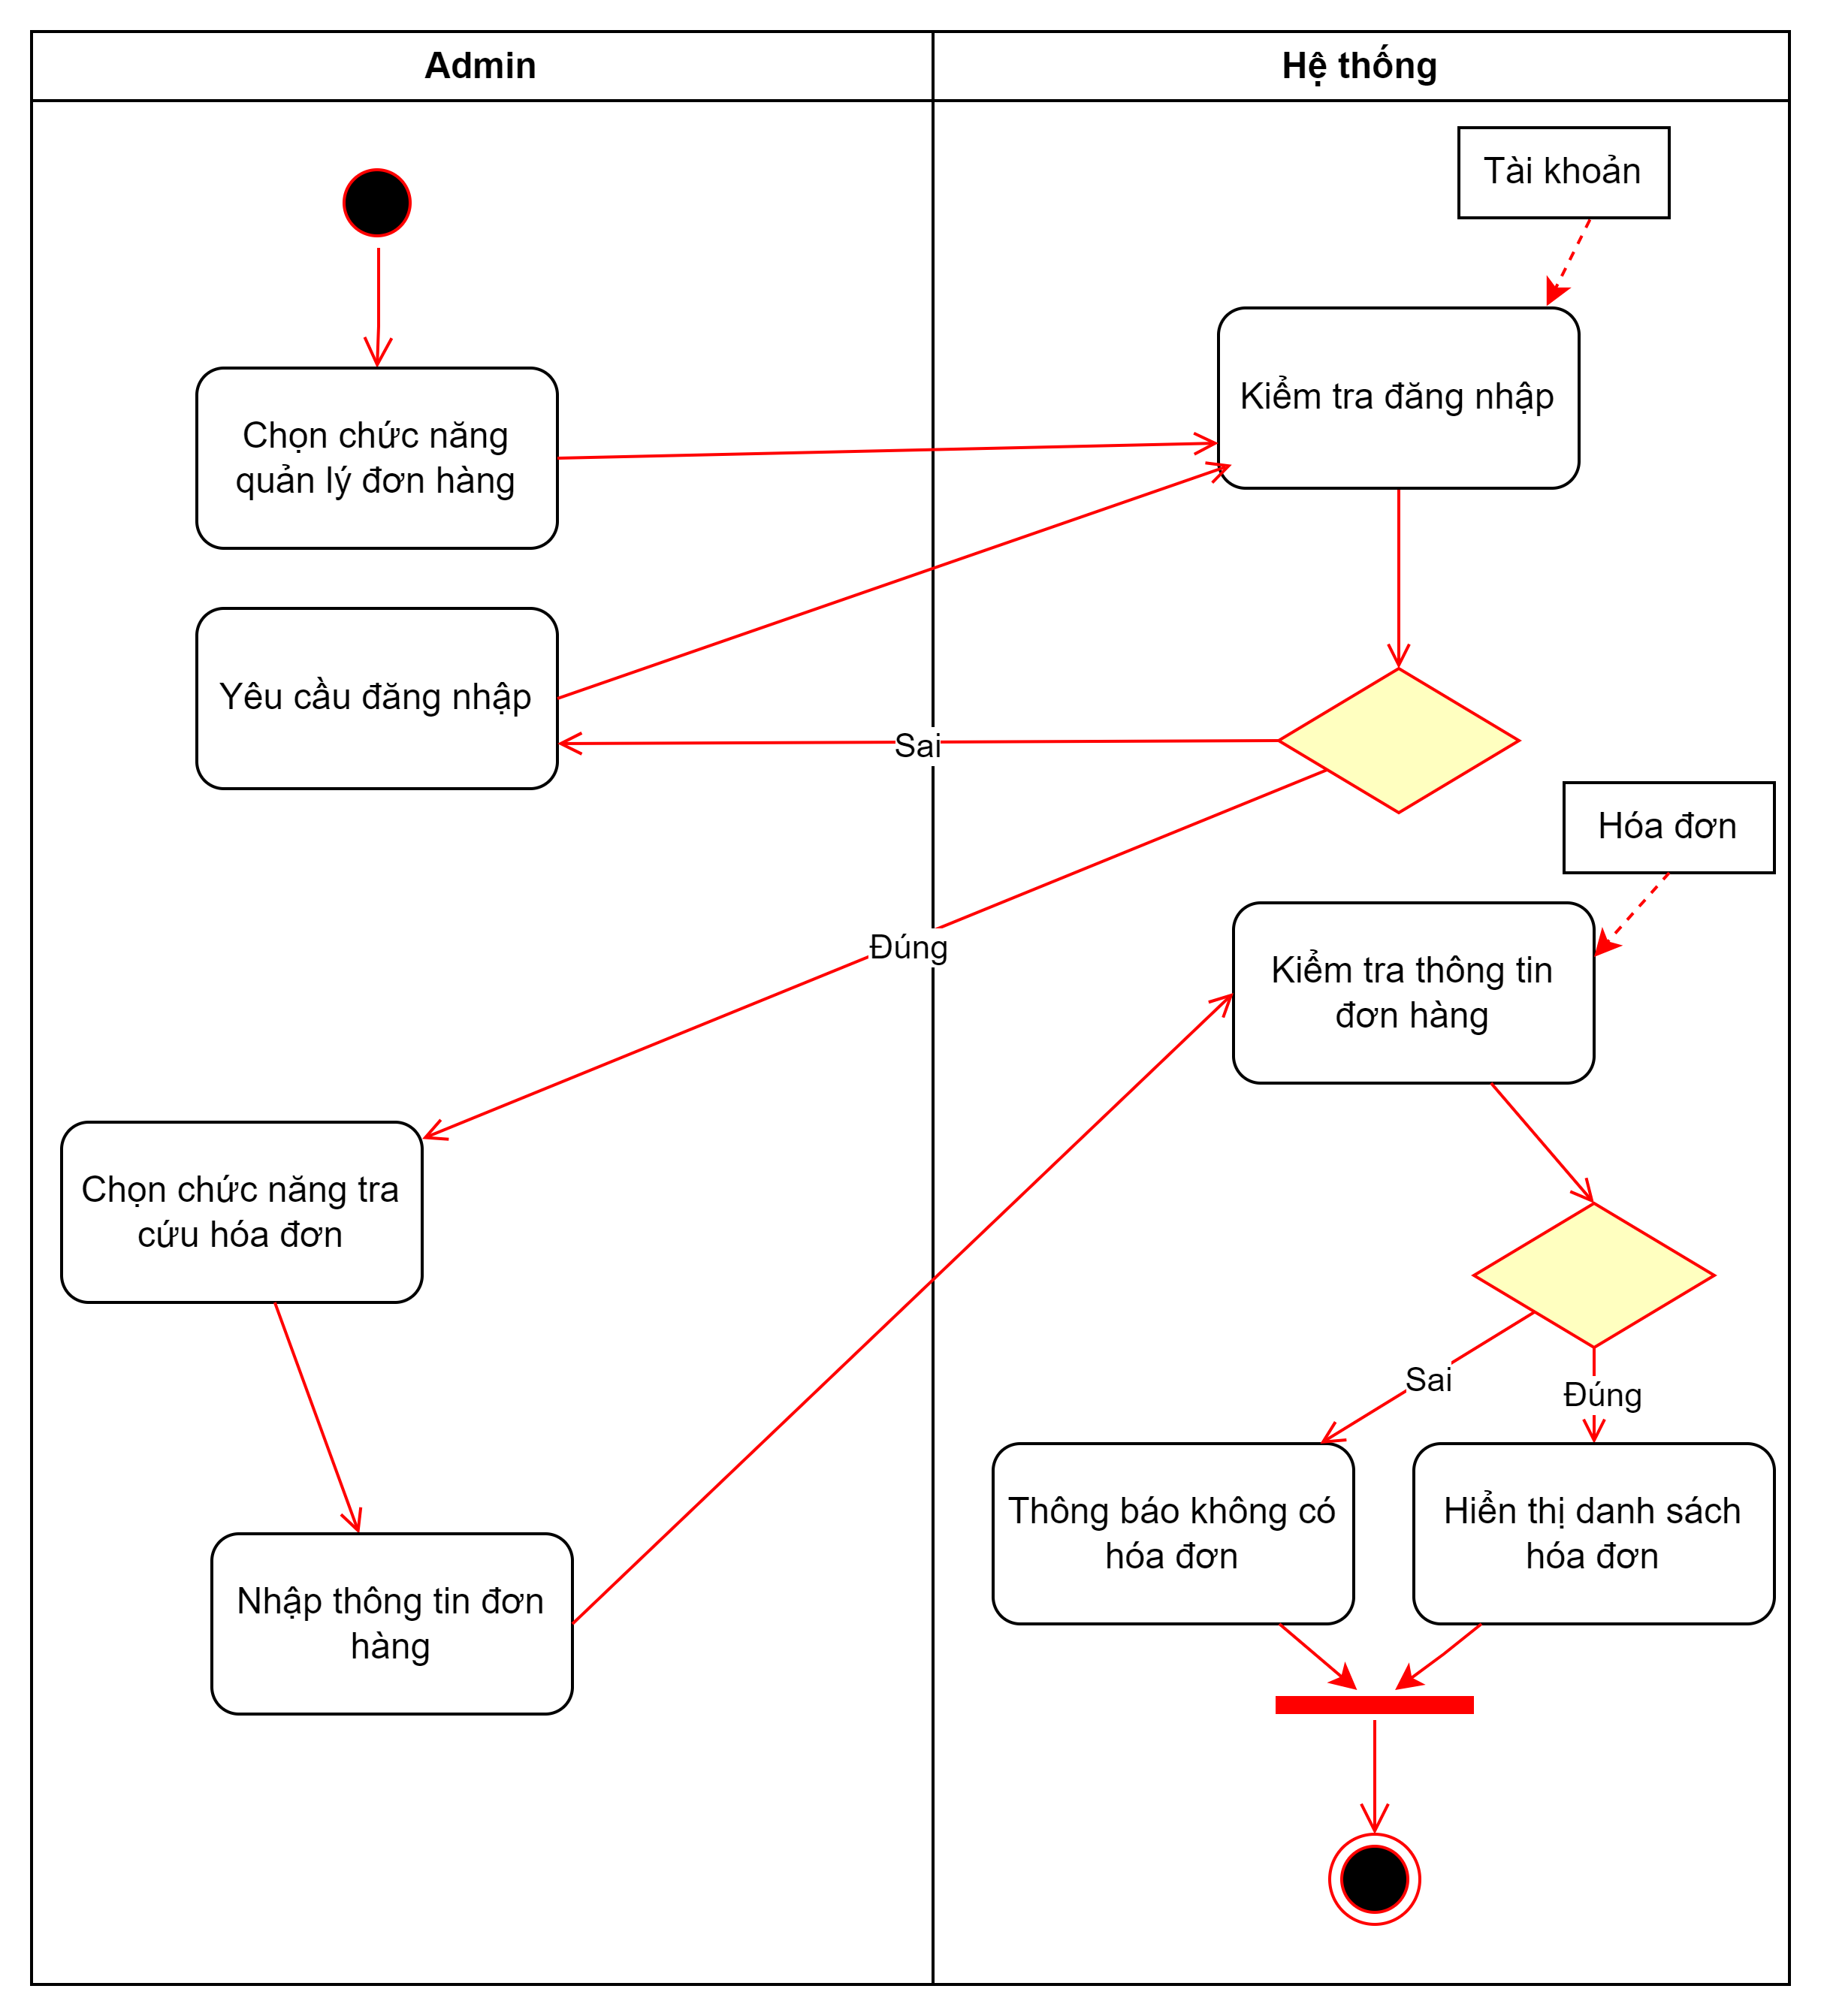 Admin
Hệ thống
Tài khoản
Kiểm tra đăng nhập
Chọn chức năng
quản lý đơn hàng
Yêu cầu đăng nhập
Sai
Hóa đơn
Đúng
Kiểm tra thông tin
đơn hàng
Chọn chức năng tra
cứu hóa đơn
Sai
Đúng
Thông báo không có
hóa đơn
Hiển thị danh sách
hóa đơn
Nhập thông tin đơn
hàng